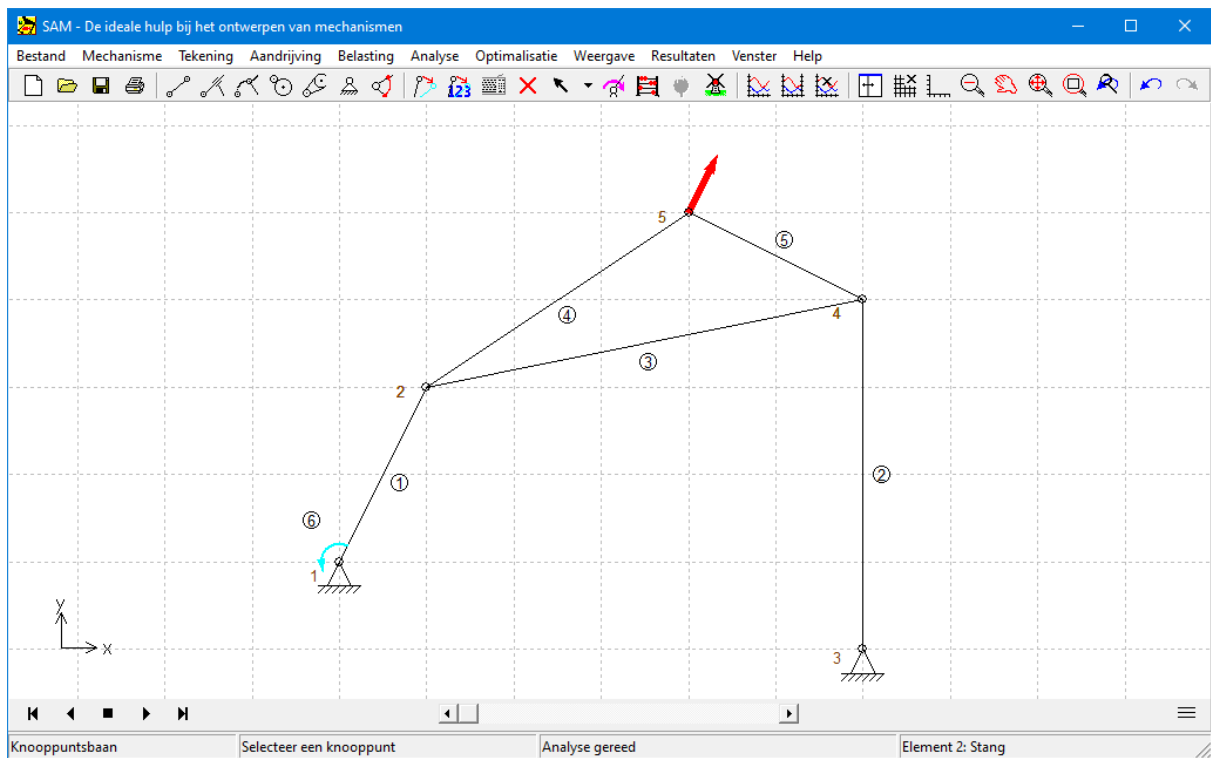 SAM - De ideale hulp bij het ontwerpen van mechanismen
Bestand Mechanisme Tekening Aandrijving Belasting Analyse Optimalisatie Weergave Resultaten Venster Help
123
5
5
4
4
3
2
1
2
6
1
y
x
3
Knooppuntsbaan Selecteer een knooppunt Analyse gereed Element 2: Stang